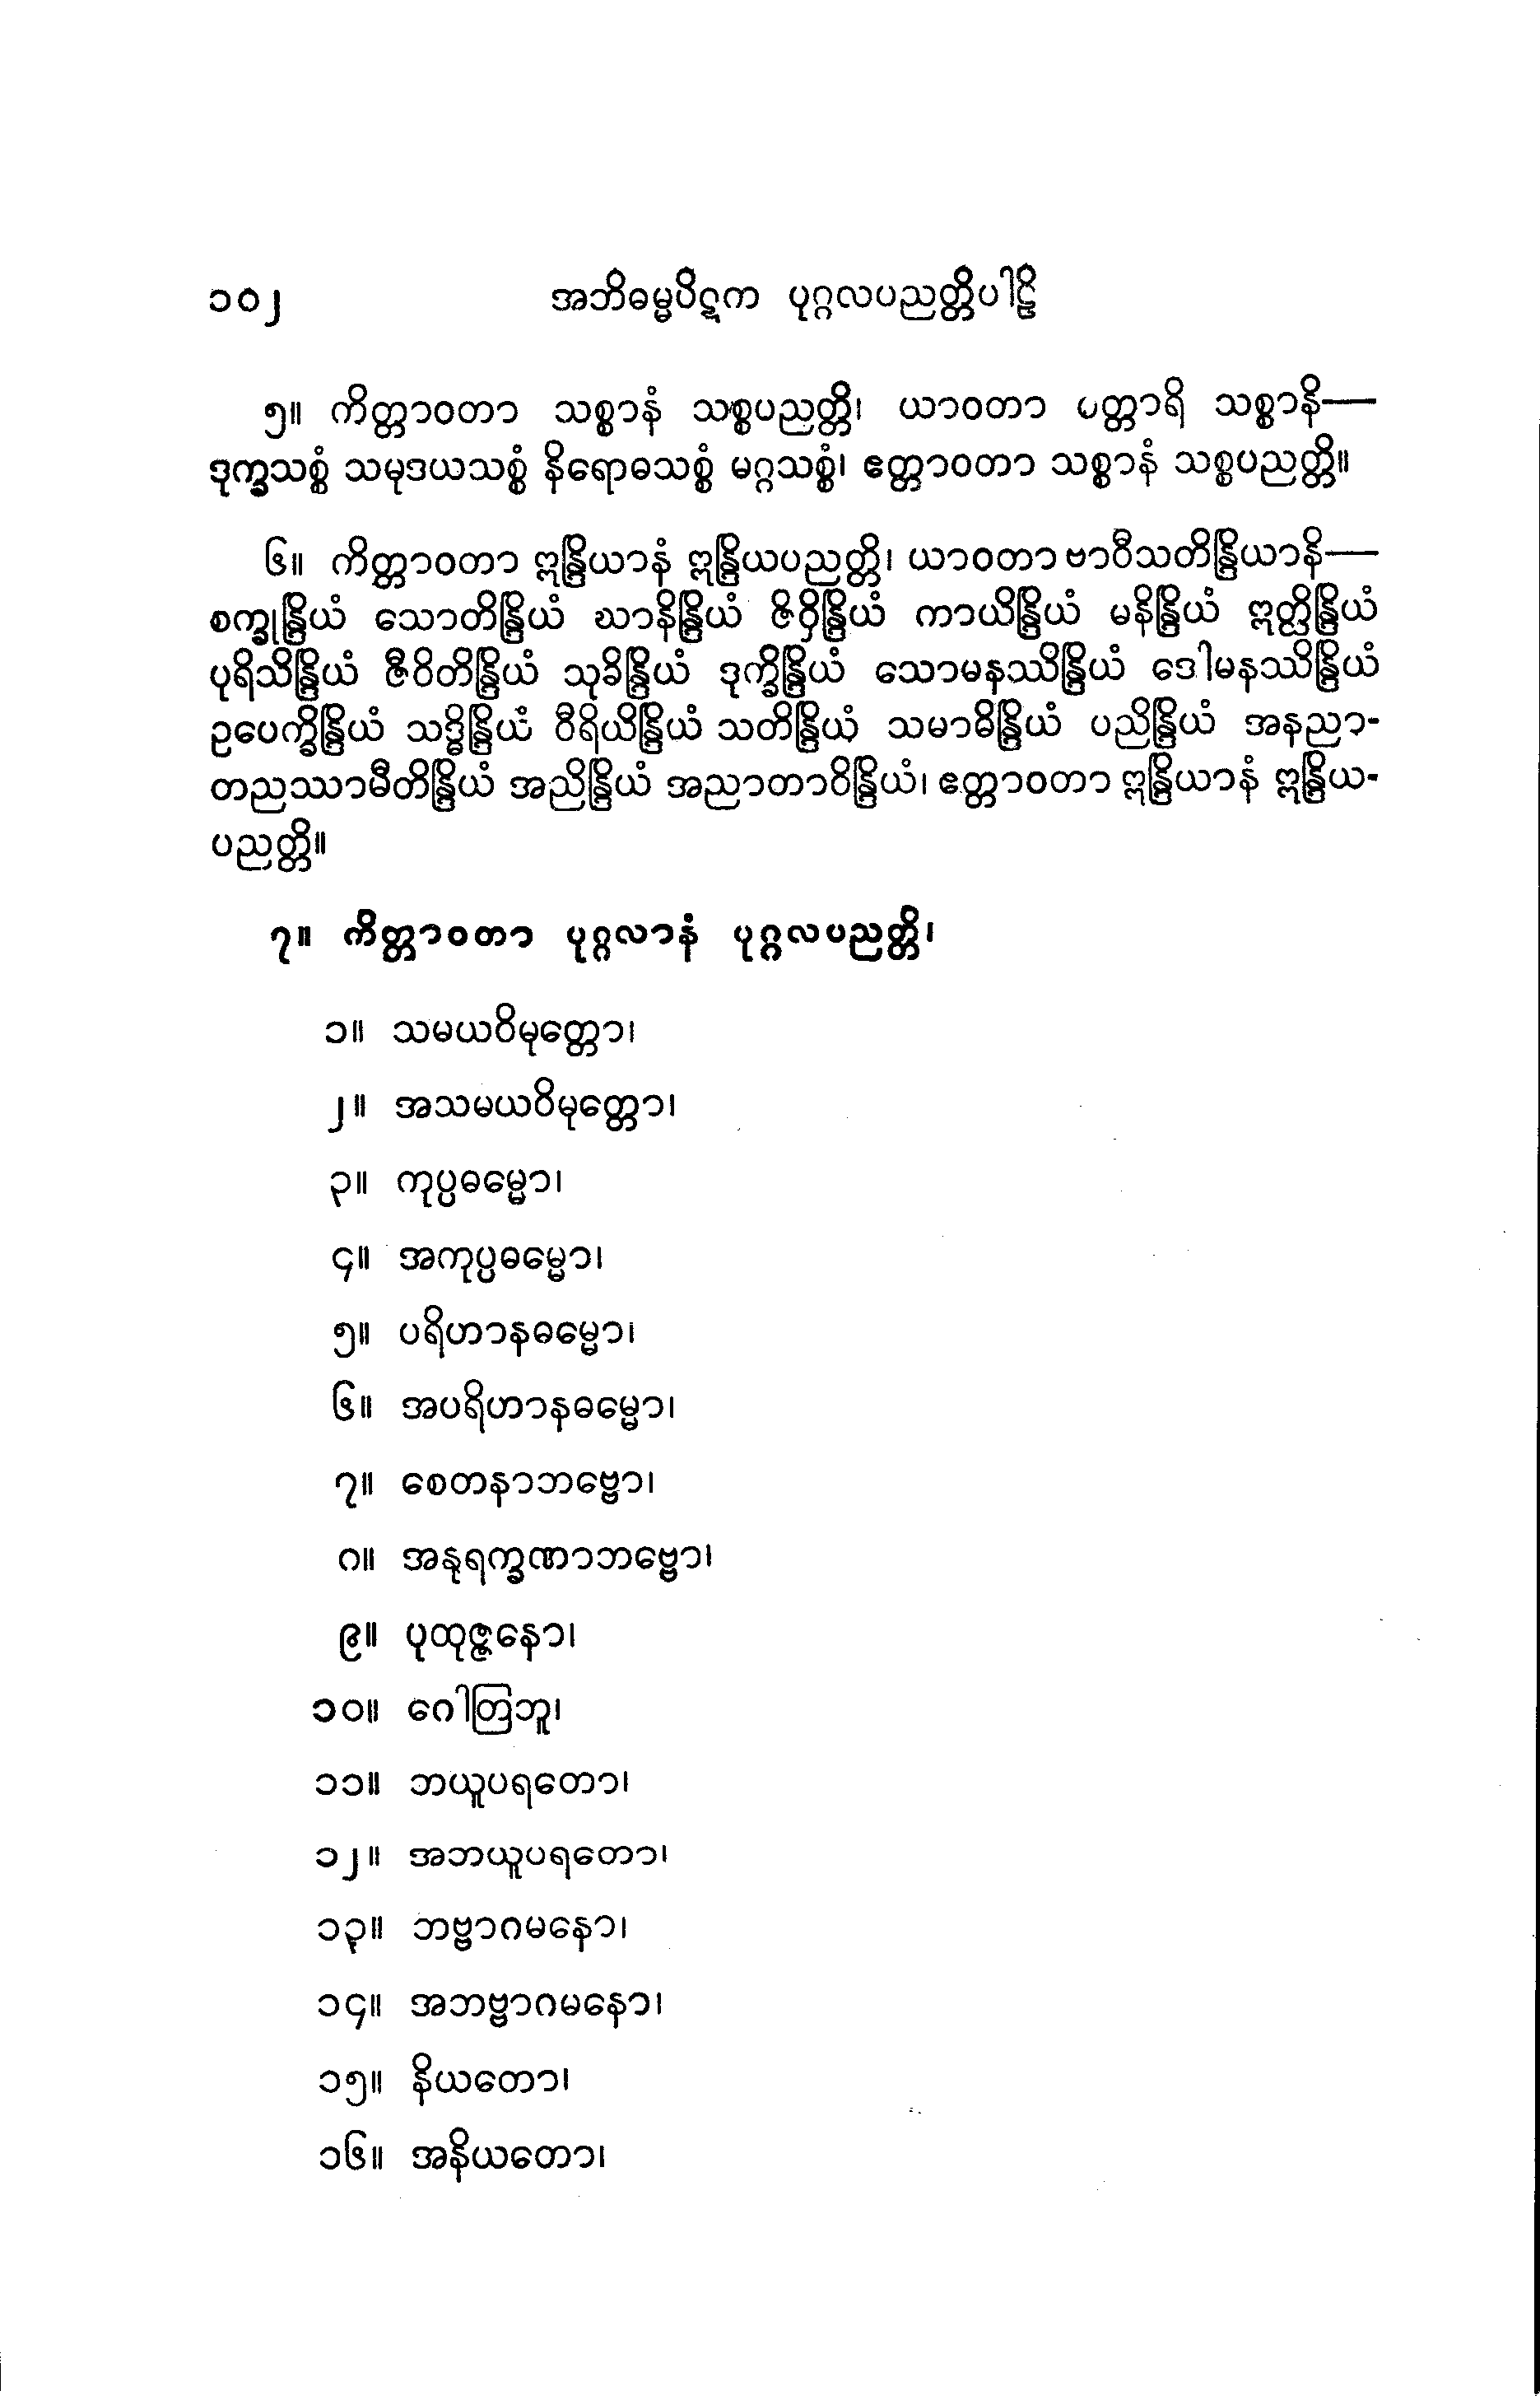 ၁၀၂ အဘိဓမ္မပိဋက ပုဂ္ဂလပညတ္တိပါဠိ
၅။ ကိတ္တာဝတာ သစ္စာနံ သစ္စပညတ္တိ၊ ယာဝတာ စတ္တာရိ သစ္စာနိ—
ဒုက္ခသစ္စံ သမုဒယသစ္စံ နိရောဓသစ္စံ မဂ္ဂသစ္စံ၊ ဧတ္တာဝတာ သစ္စာနံ သစ္စပညတ္တိ။
၆။ ကိတ္တာဝတာ ဣန္ဒြိယာနံ ဣန္ဒြိယပညတ္တိ၊ ယာဝတာ ဗာဝီသတိန္ဒြိယာနိ—
စက္ခုန္ဒြိယံ သောတိန္ဒြိယံ ဃာနိန္ဒြိယံ ဇိဝှိန္ဒြိယံ ကာယိန္ဒြိယံ မနိန္ဒြိယံ ဣတ္ထိန္ဒြိယံ
ပုရိသိန္ဒြိယံ ဇီဝိတိန္ဒြိယံ သုခိန္ဒြိယံ ဒုက္ခိန္ဒြိယံ သောမနဿိန္ဒြိယံ ဒေါမနဿိန္ဒြိယံ
ဥပေက္ခိန္ဒြိယံ သဒ္ဓိန္ဒြိယံ ဝီရိယိန္ဒြိယံ သတိန္ဒြိယံ သမာဓိန္ဒြိယံ ပညိန္ဒြိယံ အနညာ-
တညဿာမီတိန္ဒြိယံ အညိန္ဒြိယံ အညာတာဝိန္ဒြိယံ၊ ဧတ္တာဝတာ ဣန္ဒြိယာနံ ဣန္ဒြိယ-
ပညတ္တိ။
၇။ ကိတ္တာဝတာ ပုဂ္ဂလာနံ ပုဂ္ဂလပညတ္တိ၊
၁။ သမယဝိမုတ္တော၊
၂။ အသမယဝိမုတ္တော၊
၃။ ကုပ္ပဓမ္မော၊
၄။ အကုပ္ပဓမ္မော၊
၅။ ပရိဟာနဓမ္မော၊
၆။ အပရိဟာနဓမ္မော၊
၇။ စေတနာဘဗ္ဗော၊
၈။ အနုရက္ခဏာဘဗ္ဗော၊
၉။ ပုထုဇ္ဇနော၊
၁၀။ ဂေါတြဘူ၊
၁၁။ ဘယူပရတော၊
၁၂။ အဘယူပရတော၊
၁၃။ ဘဗ္ဗာဂမနော၊
၁၄။ အဘဗ္ဗာဂမနော၊
၁၅။ နိယတော၊
၁၆။ အနိယတော၊